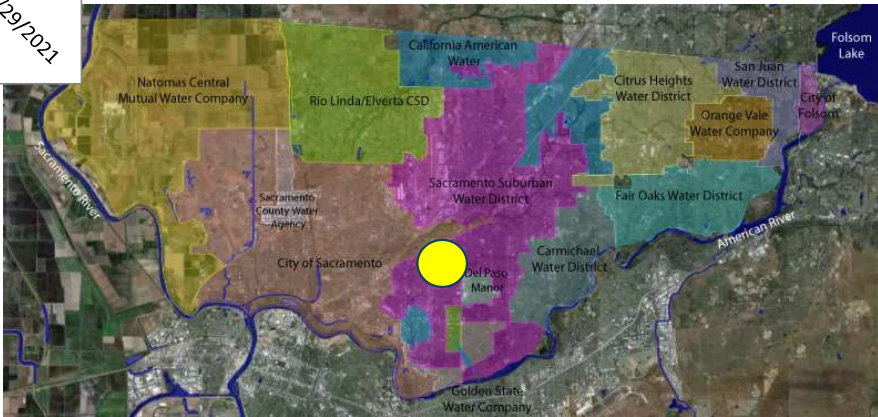 /29/2021
Folsom
Lake
California American
Water
San Juan
Water District
Natomas Central
Mutual Water Company
Rio Linda/Elverta CSD
Citrus Heights
Water District
City of
Folsom
Orange Vale
Water Company
Sacramento River
Sacramento Suburban
Water District
Fair Oaks Water District
Sacramento
County Water
Agency
American River
City of Sacramento
Carmichael
Water District
Del Paso
Manor
Golden State
Water Company